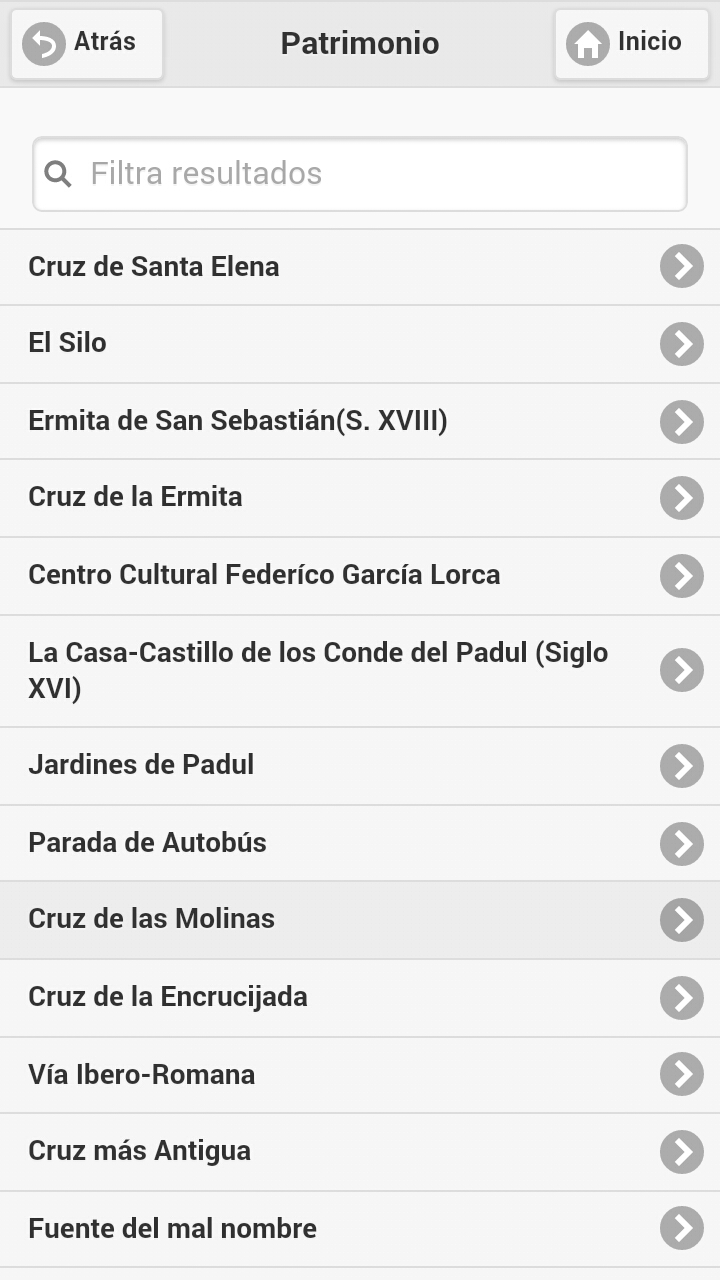 Atrás
Patrimonio
Inicio
Filtra resultados
Cruz de Santa Elena
El Silo
Ermita de San Sebastián(S. XVIII)
Cruz de la Ermita
Centro Cultural Federíco García Lorca
La Casa-Castillo de los Conde del Padul (Siglo
XVI)
Jardines de Padul
Parada de Autobús
Cruz de las Molinas
Cruz de la Encrucijada
Vía Ibero-Romana
Cruz más Antigua
Fuente del mal nombre